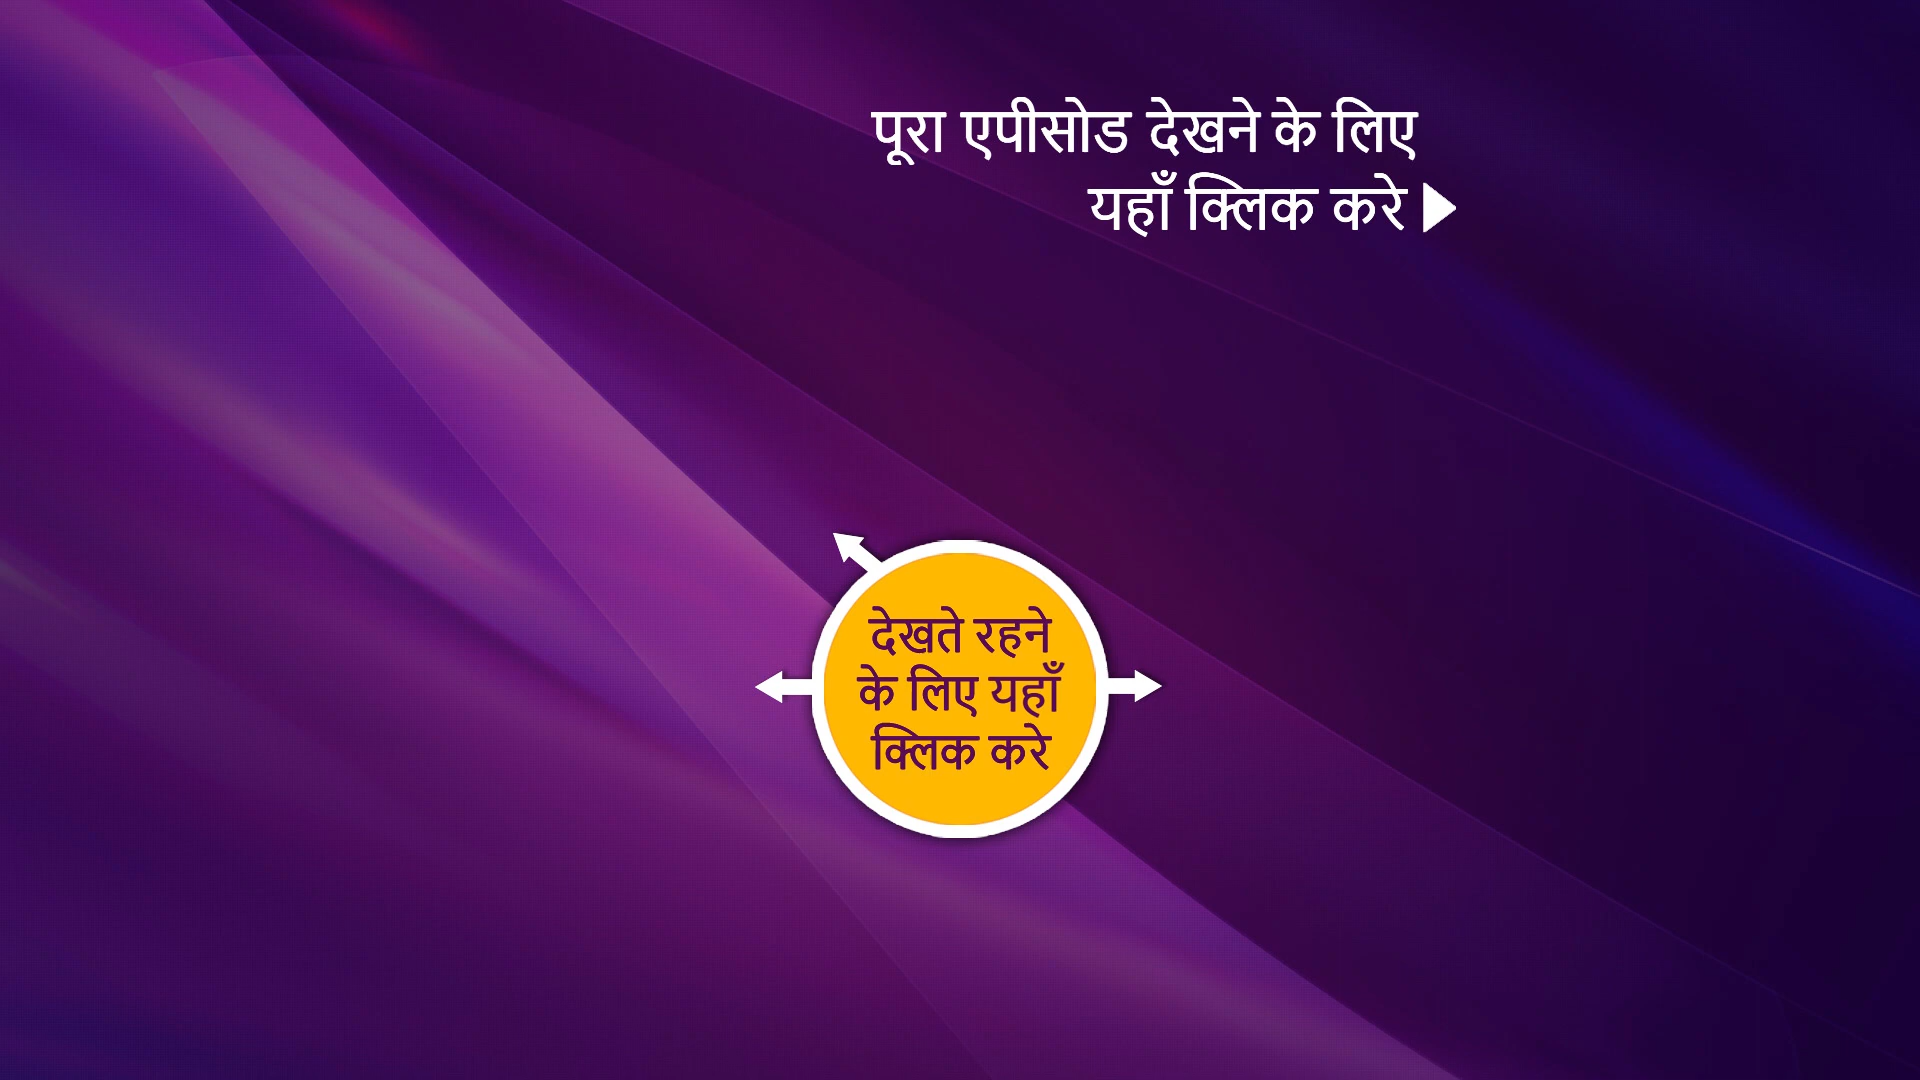 पूरा एपीसोड देखने के लिए
यहाँ क्लिक करे
देखते रहने
के लिए यहाँ
क्लिक करे